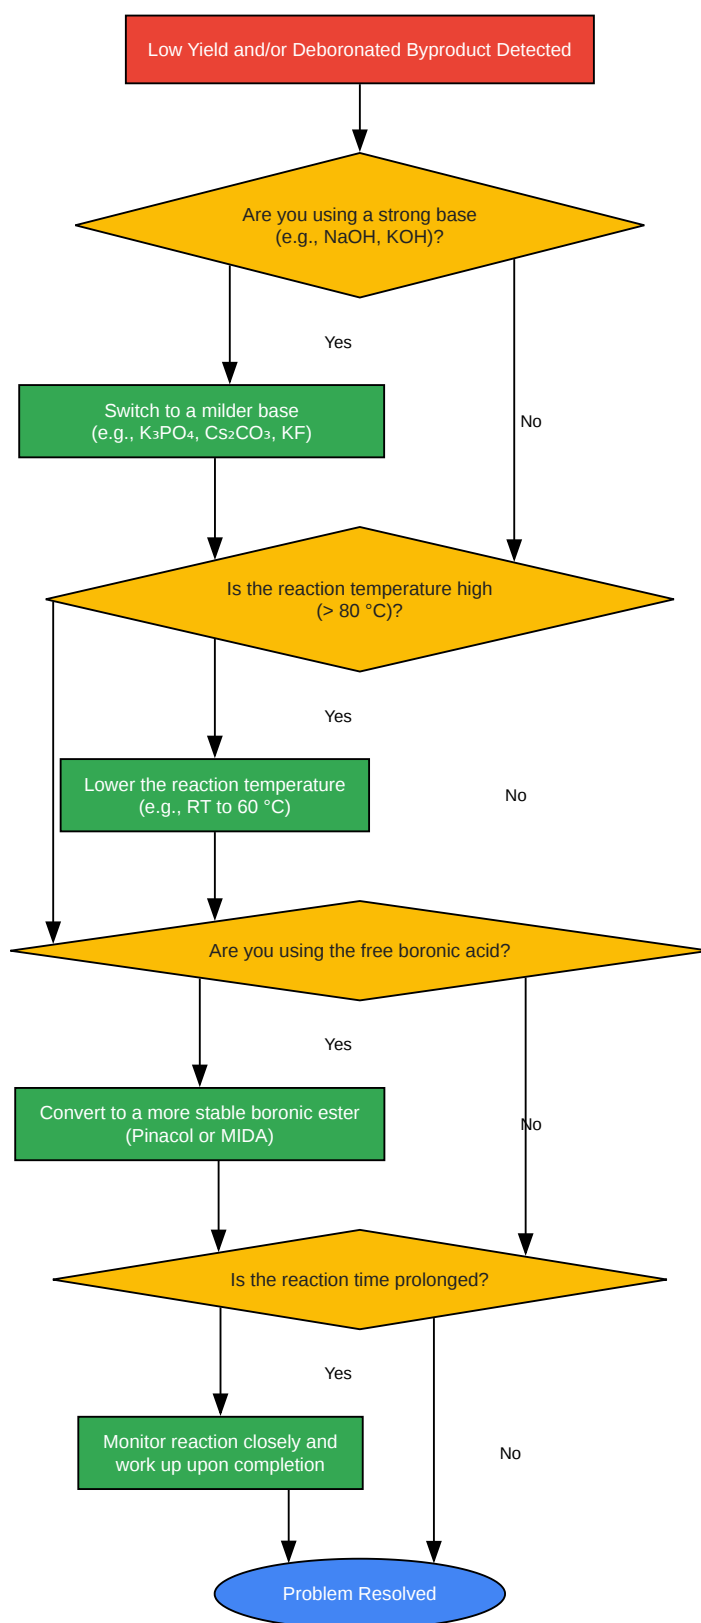 Low Yield and/or Deboronated Byproduct Detected
Are you using a strong base
(e.g., NaOH, KOH)?
Yes
Switch to a milder base
(e.g., K₃PO₄, Cs₂CO₃, KF)
No
Is the reaction temperature high
(> 80 °C)?
Yes
Lower the reaction temperature
(e.g., RT to 60 °C)
No
Are you using the free boronic acid?
Yes
Convert to a more stable boronic ester
(Pinacol or MIDA)
No
Is the reaction time prolonged?
Yes
Monitor reaction closely and
work up upon completion
No
Problem Resolved